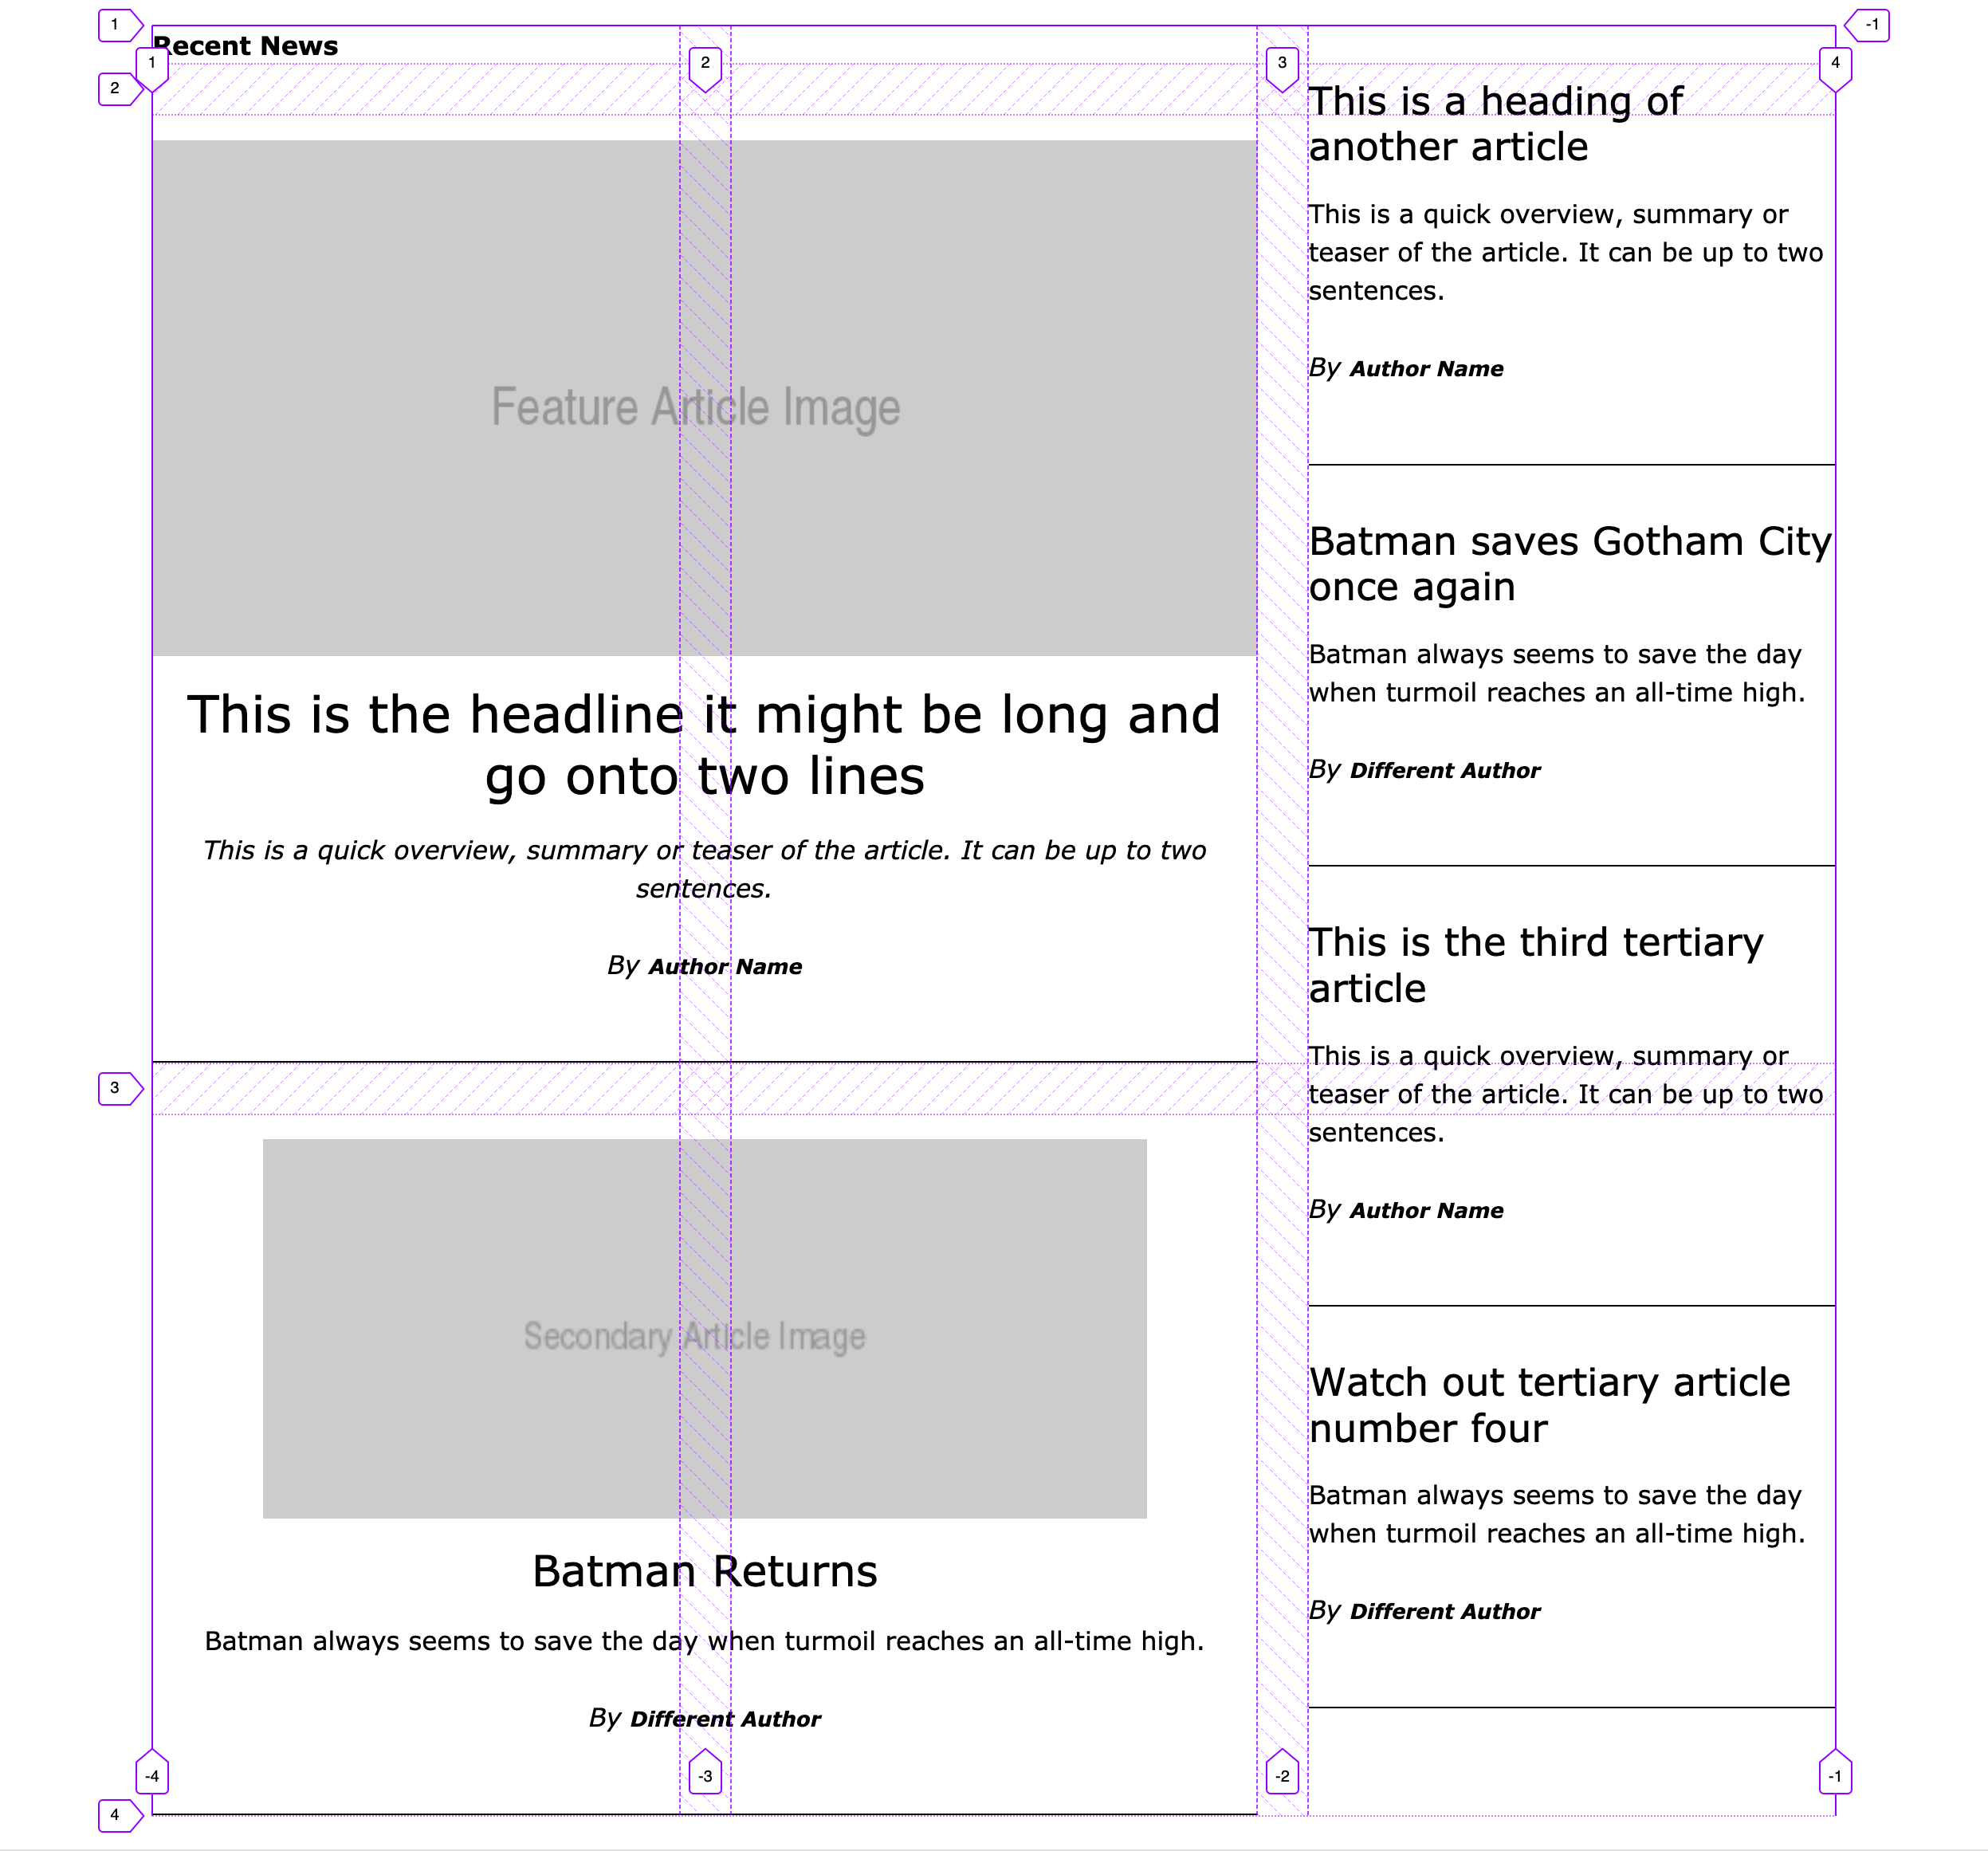 1
-1
Recent News
1
2
3
4
2
Feature Article Image
This is the headline it might be long and
go onto two lines
This is a quick overview, summary or teaser of the article. It can be up to two
sentences.
By Author Name
3
Secondary Article Image
Batman Returns
Batman always seems to save the day when turmoil reaches an all-time high.
By Different Author
This is a heading of
another article
This is a quick overview, summary or
teaser of the article. It can be up to two
sentences.
By Author Name
Batman saves Gotham City
once again
Batman always seems to save the day
when turmoil reaches an all-time high.
By Different Author
This is the third tertiary
article
This is a quick overview, summary or
teaser of the article. It can be up to two
sentences.
By Author Name
Watch out tertiary article
number four
Batman always seems to save the day
when turmoil reaches an all-time high.
By Different Author
-4
-3
-2
-1
4